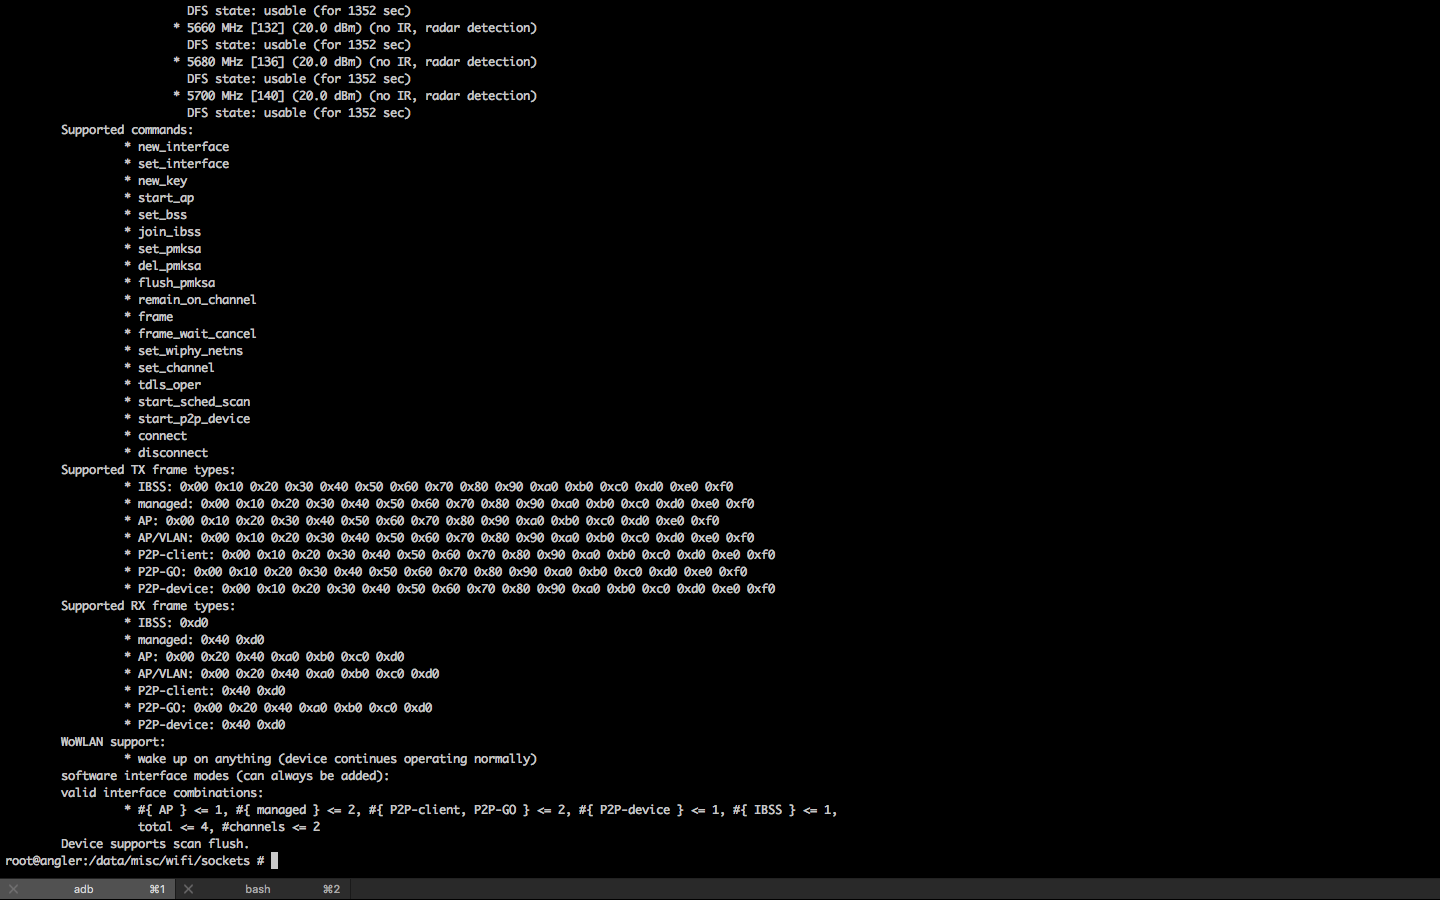 DFS state: usable (for 1352 sec)
* 5660 MHz [132] (20.0 dBm) (no IR, radar detection)
DFS state: usable (for 1352 sec)
* 5680 MHz [136] (20.0 dBm) (no IR, radar detection)
DFS state: usable (for 1352 sec)
* 5700 MHz [140] (20.0 dBm) (no IR, radar detection)
DFS state: usable (for 1352 sec)
Supported commands:
* new_interface
* set_interface
* new_key
* start_ap
* set_bss
* join_ibss
* set_pmksa
* del_pmksa
* flush_pmksa
* remain_on_channel
* frame
* frame_wait_cancel
* set_wiphy_netns
* set_channel
* tdls_oper
* start_sched_scan
* start_p2p_device
* connect
* disconnect
Supported TX frame types:
* IBSS: 0x00 0x10 0x20 0x30 0x40 0x50 0x60 0x70 0x80 0x90 0xa0 0xb0 0xc0 0xd0 0xe0 0xf0
* managed: 0x00 0x10 0x20 0x30 0x40 0x50 0x60 0x70 0x80 0x90 0xa0 0xb0 0xc0 0xd0 0xe0 0xf0
* AP: 0x00 0x10 0x20 0x30 0x40 0x50 0x60 0x70 0x80 0x90 0xa0 0xb0 0xc0 0xd0 0xe0 0xf0
* AP/VLAN: 0x00 0x10 0x20 0x30 0x40 0x50 0x60 0x70 0x80 0x90 0xa0 0xb0 0xc0 0xd0 0xe0 0xf0
* P2P-client: 0x00 0x10 0x20 0x30 0x40 0x50 0x60 0x70 0x80 0x90 0xa0 0xb0 0xc0 0xd0 0xe0 0xf0
* P2P-GO: 0x00 0x10 0x20 0x30 0x40 0x50 0x60 0x70 0x80 0x90 0xa0 0xb0 0xc0 0xd0 0xe0 0xf0
* P2P-device: 0x00 0x10 0x20 0x30 0x40 0x50 0x60 0x70 0x80 0x90 0xa0 0xb0 0xc0 0xd0 0xe0 0xf0
Supported RX frame types:
* IBSS: 0xd0
* managed: 0x40 0xd0
* AP: 0x00 0x20 0x40 0xa0 0xb0 0xc0 0xd0
* AP/VLAN: 0x00 0x20 0x40 0xa0 0xb0 0xc0 0xd0
* P2P-client: 0x40 0xd0
* P2P-GO: 0x00 0x20 0x40 0xa0 0xb0 0xc0 0xd0
* P2P-device: 0x40 0xd0
WoWLAN support:
* wake up on anything (device continues operating normally)
software interface modes (can always be added):
valid interface combinations:
* #{ AP } <= 1, #{ managed } <= 2, #{ P2P-client, P2P-GO } <= 2, #{ P2P-device } <= 1, #{ IBSS } <= 1,
total <= 4, #channels <= 2
Device supports scan flush.
root@angler:/data/misc/wifi/sockets #
adb ⌘1 bash ⌘2